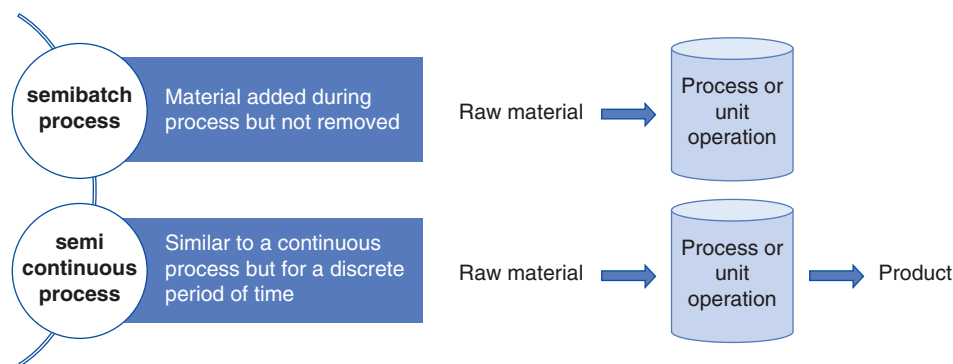 semibatch
process
Material added during
process but not removed
Raw material
Process or
unit
operation
semi
continuous
process
Similar to a continuous
process but for a discrete
period of time
Raw material
Process or
unit
operation
Product